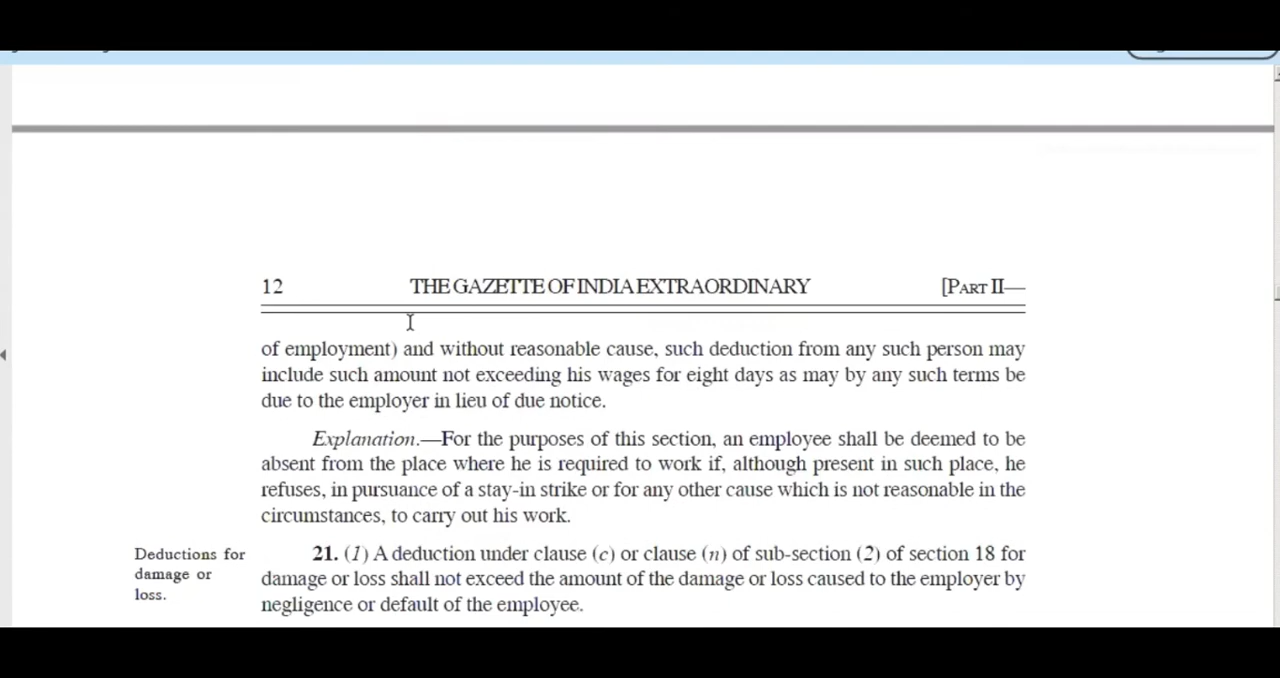 12 THE GAZETTE OF INDIA EXTRAORDINARY [PART II—
of employment) and without reasonable cause, such deduction from any such person may
include such amount not exceeding his wages for eight days as may by any such terms be
due to the employer in lieu of due notice.
Explanation.—For the purposes of this section, an employee shall be deemed to be
absent from the place where he is required to work if, although present in such place, he
refuses, in pursuance of a stay-in strike or for any other cause which is not reasonable in the
circumstances, to carry out his work.
Deductions for
damage or
loss.
21. (1) A deduction under clause (c) or clause (n) of sub-section (2) of section 18 for
damage or loss shall not exceed the amount of the damage or loss caused to the employer by
negligence or default of the employee.